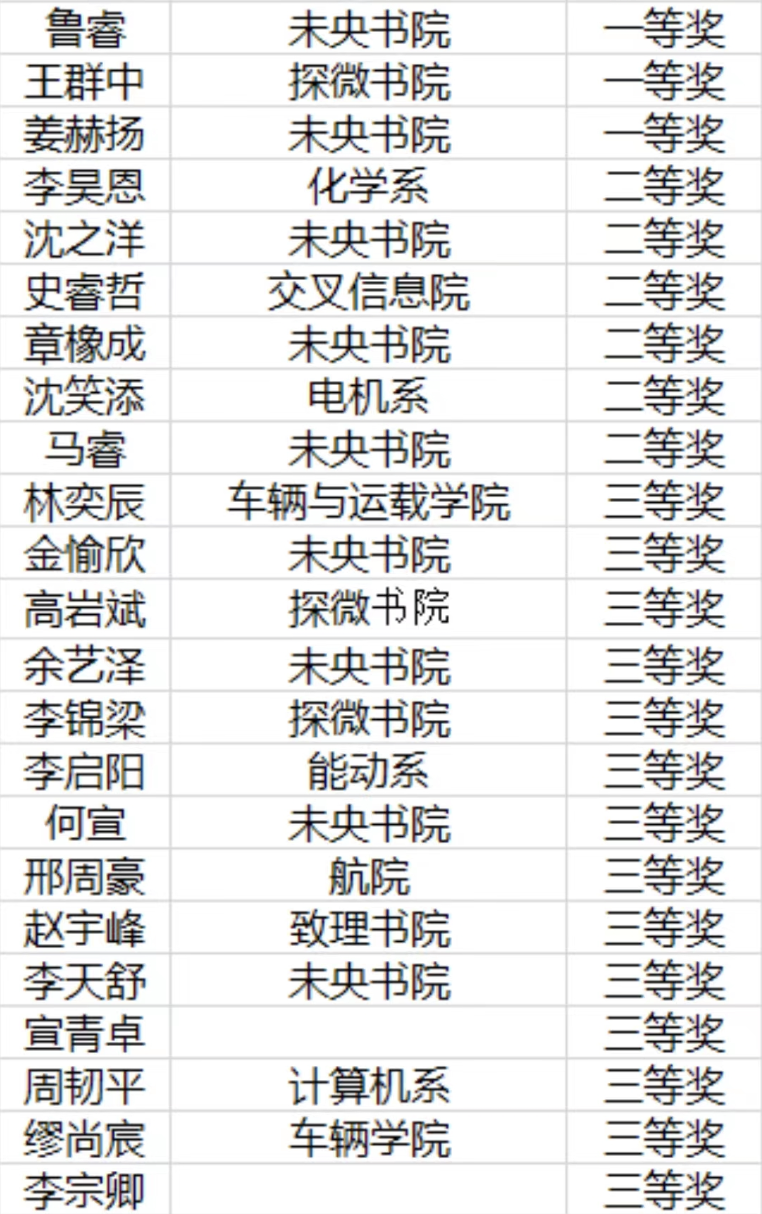 鲁睿 未央书院 一等奖
王群中 探微书院 一等奖
姜赫扬 未央书院 一等奖
李昊恩 化学系 二等奖
沈之洋 未央书院 二等奖
史睿哲 交叉信息院 二等奖
章橡成 未央书院 二等奖
沈笑添 电机系 二等奖
马睿 未央书院 二等奖
林奕辰 车辆与运载学院 三等奖
金愉欣 未央书院 三等奖
高岩斌 探微书院 三等奖
余艺泽 未央书院 三等奖
李锦梁 探微书院 三等奖
李启阳 能动系 三等奖
何宣 未央书院 三等奖
邢周豪 航院 三等奖
赵宇峰 致理书院 三等奖
李天舒 未央书院 三等奖
宣青卓 三等奖
周韧平 计算机系 三等奖
缪尚宸 车辆学院 三等奖
李宗卿 三等奖